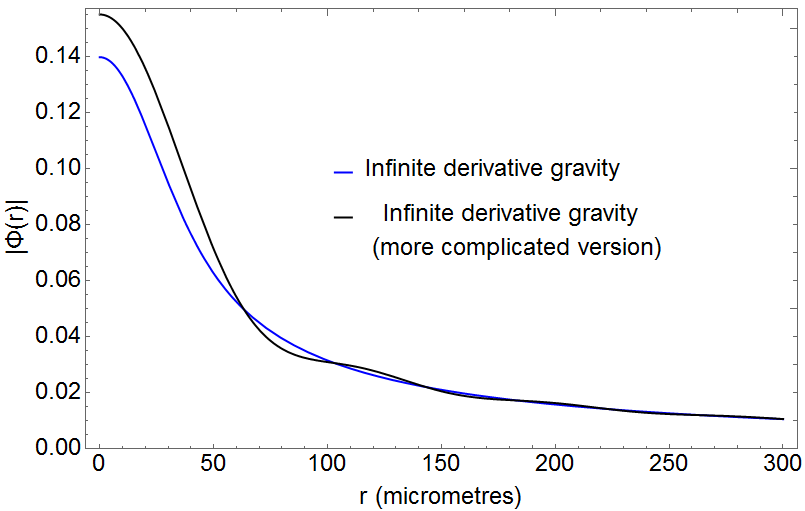 0.14
0.12
0.10
0.08
0.06
0.04
0.02
0.00
|Φ(r)|
Infinite derivative gravity
Infinite derivative gravity
(more complicated version)
0 50 100 150 200 250 300
r (micrometres)